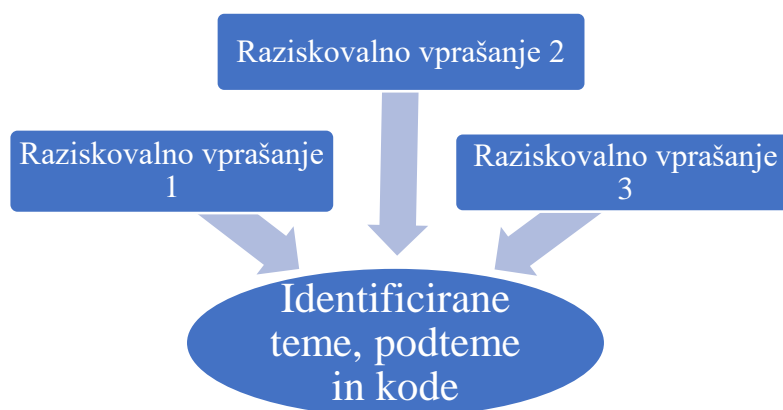 Raziskovalno vprašanje 2
Raziskovalno vprašanje
1
Raziskovalno vprašanje
3
Identificirane
teme, podteme
in kode